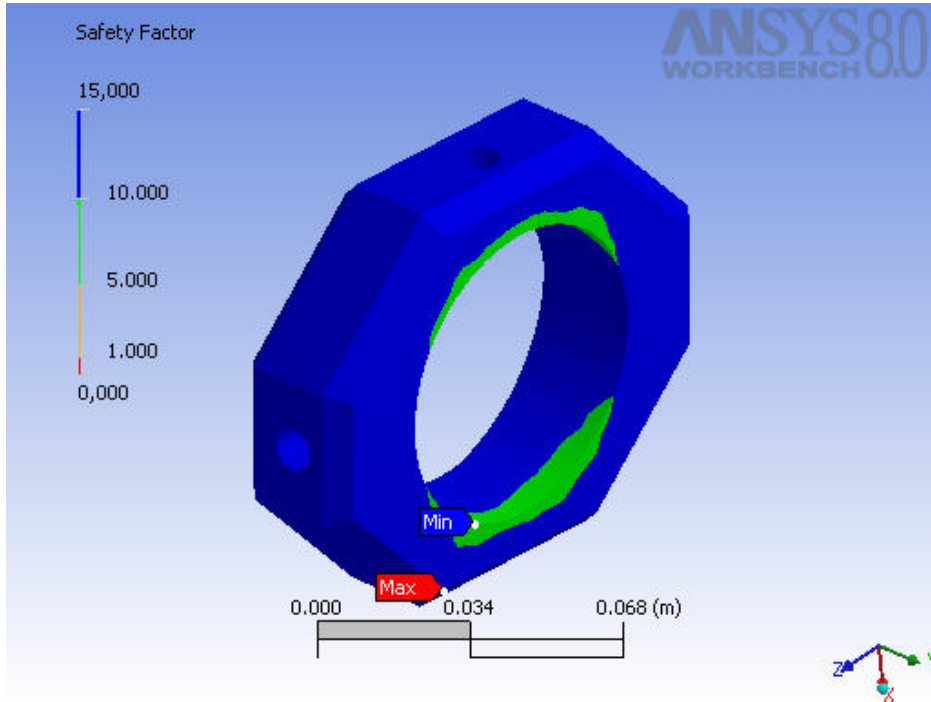 Safety Factor
ANSYS 8.0
WORKBENCH
15,000
10.000
5.000
1.000
0,000
Min
Max
0.000 0.034 0.068 (m)
Z
X
Y